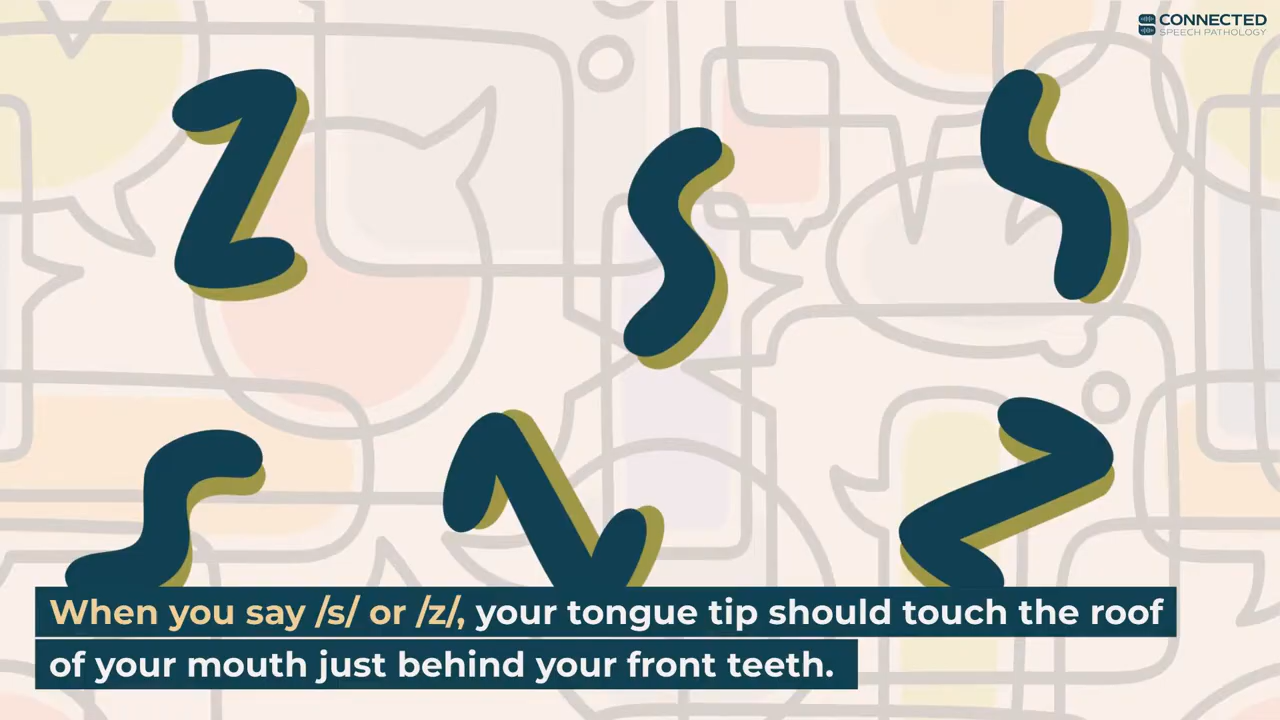 CONNECTED
SPEECH PATHOLOGY
z
s
s
s
z
z
When you say /s/ or /z/, your tongue tip should touch the roof
of your mouth just behind your front teeth.